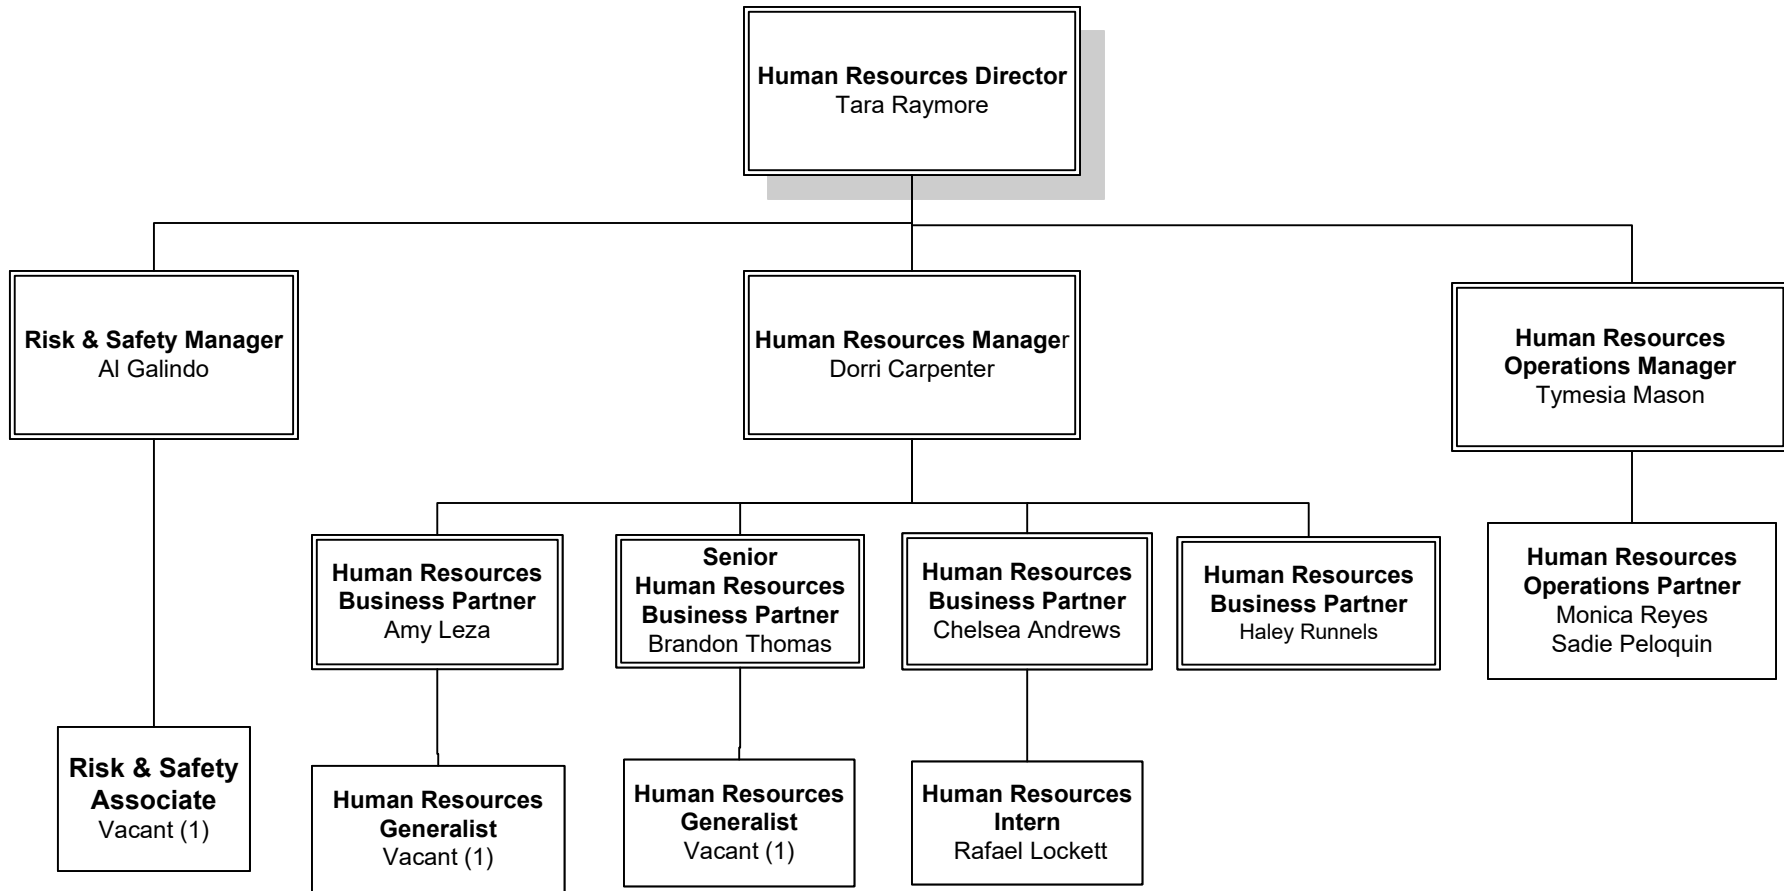 Human Resources Director
Tara Raymore
Risk & Safety Manager
Al Galindo
Human Resources Manager
Dorri Carpenter
Human Resources
Operations Manager
Tymesia Mason
Human Resources
Business Partner
Amy Leza
Senior
Human Resources
Business Partner
Brandon Thomas
Human Resources
Business Partner
Chelsea Andrews
Human Resources
Business Partner
Haley Runnels
Human Resources
Operations Partner
Monica Reyes
Sadie Peloquin
Risk & Safety
Associate
Vacant (1)
Human Resources
Generalist
Vacant (1)
Human Resources
Generalist
Vacant (1)
Human Resources
Intern
Rafael Lockett